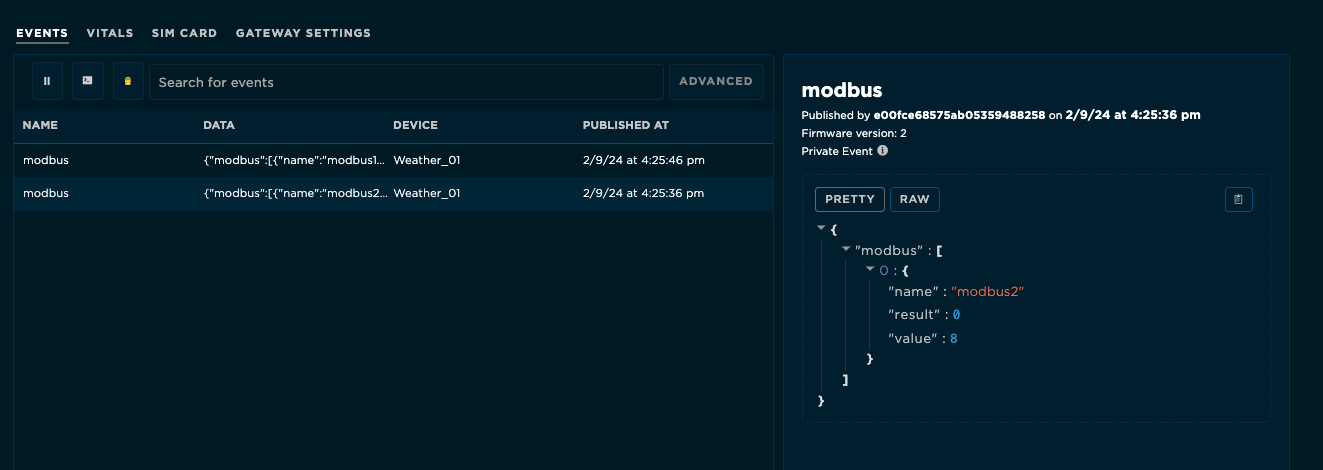 EVENTS VITALS SIM CARD GATEWAY SETTINGS
Search for events
ADVANCED
NAME DATA DEVICE PUBLISHED AT
modbus {"modbus":[{"name":"modbus1... Weather_01 2/9/24 at 4:25:46 pm
modbus {"modbus":[{"name":"modbus2... Weather_01 2/9/24 at 4:25:36 pm
modbus
Published by e00fce68575ab05359488258 on 2/9/24 at 4:25:36 pm
Firmware version: 2
Private Event
PRETTY RAW
{
"modbus" : [
0 : {
"name" : "modbus2"
"result" : 0
"value" : 8
}
]
}